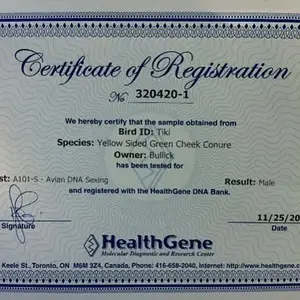 Certificate of Registration
No 320420-1
We hereby certify that the sample obtained from
Bird ID: Tiki
Species: Yellow Sided Green Cheek Conure
Owner: Bullick
has been tested for
st: A101-S - Avian DNA Sexing Result: Male
and registered with the HealthGene DNA Bank.
11/25/20
Signature Date
HealthGene
Molecular Diagnostic and Research Center
Keele St., Toronto, ON M6M 3Z4, Canada, Phone: 416-658-2040, Internet: http://www.health